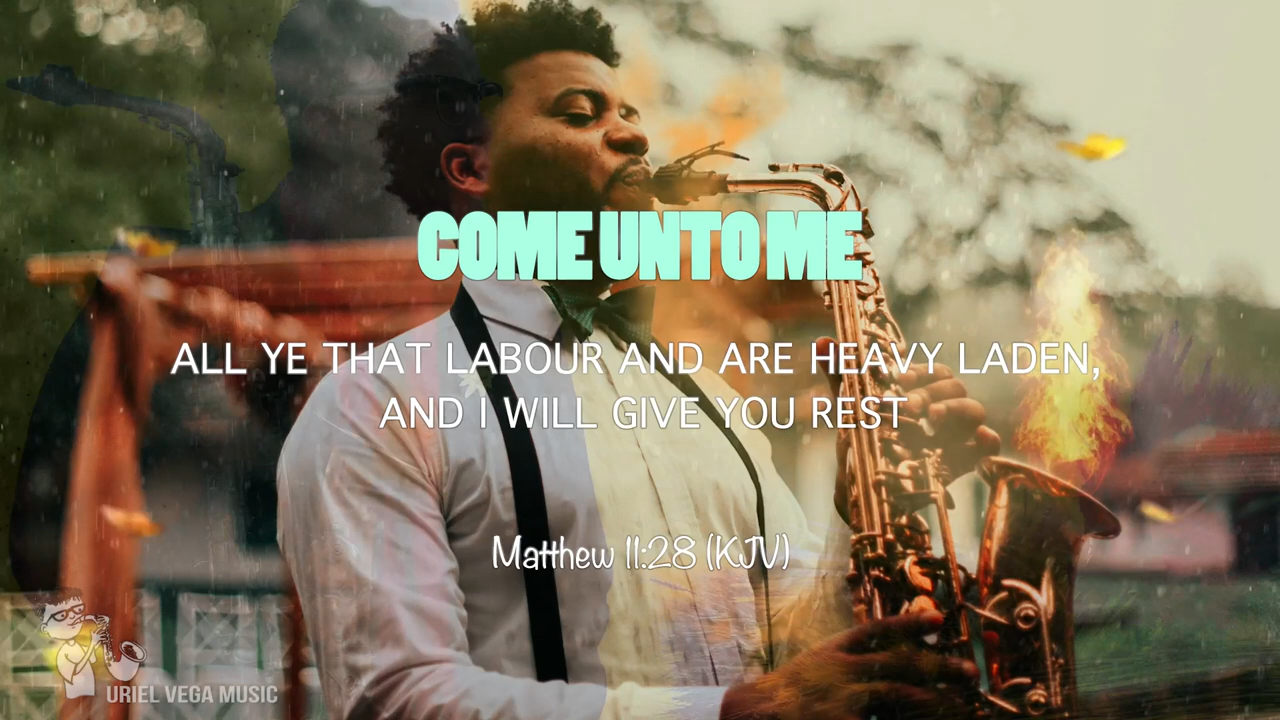 COME UNTO ME
ALL YE THAT LABOUR AND ARE HEAVY LADEN,
AND I WILL GIVE YOU REST
Matthew 11:28 (KJV)
URIEL VEGA MUSIC